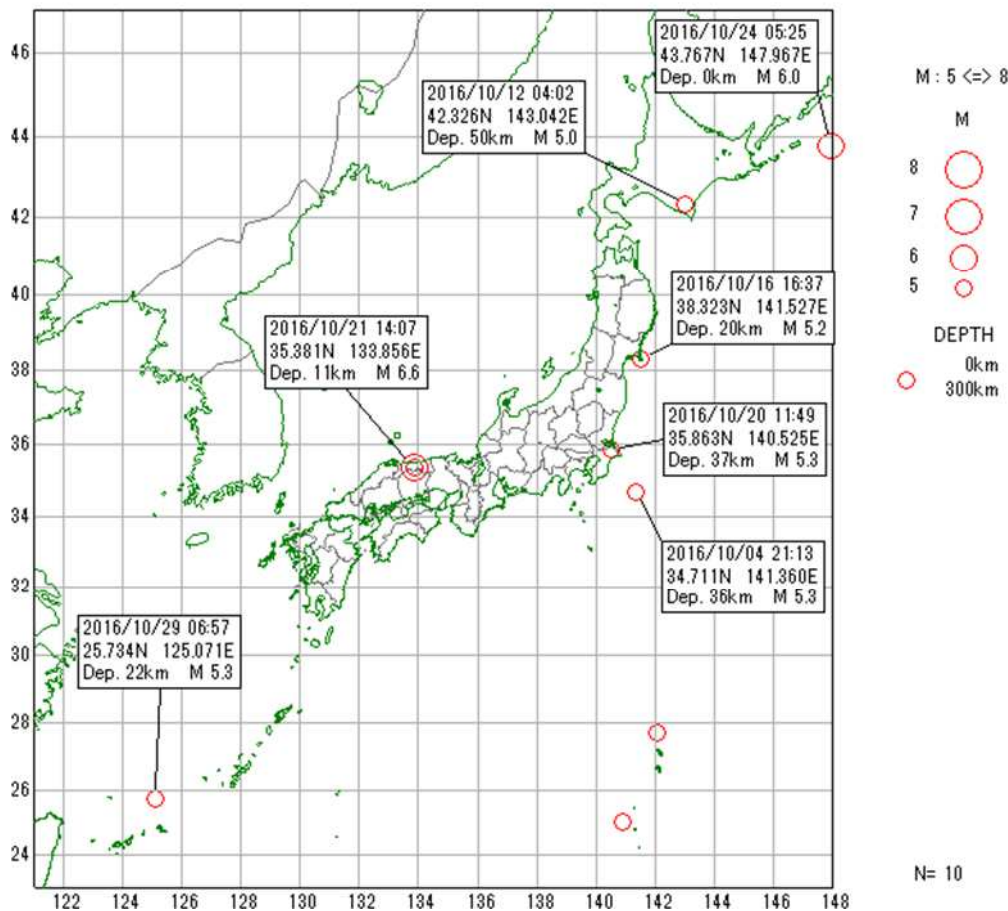 2016/10/24 05:25
43.767N 147.967E
Dep. 0km M 6.0
2016/10/12 04:02
42.326N 143.042E
Dep. 50km M 5.0
2016/10/16 16:37
38.323N 141.527E
Dep. 20km M 5.2
2016/10/21 14:07
35.381N 133.856E
Dep. 11km M 6.6
2016/10/20 11:49
35.863N 140.525E
Dep. 37km M 5.3
2016/10/04 21:13
34.711N 141.360E
Dep. 36km M 5.3
2016/10/29 06:57
25.734N 125.071E
Dep. 22km M 5.3
46
44
42
40
38
36
34
32
30
28
26
24
122 124 126 128 130 132 134 136 138 140 142 144 146 148
M : 5 <=> 8
M
8
7
6
5
DEPTH
0km
300km
N= 10